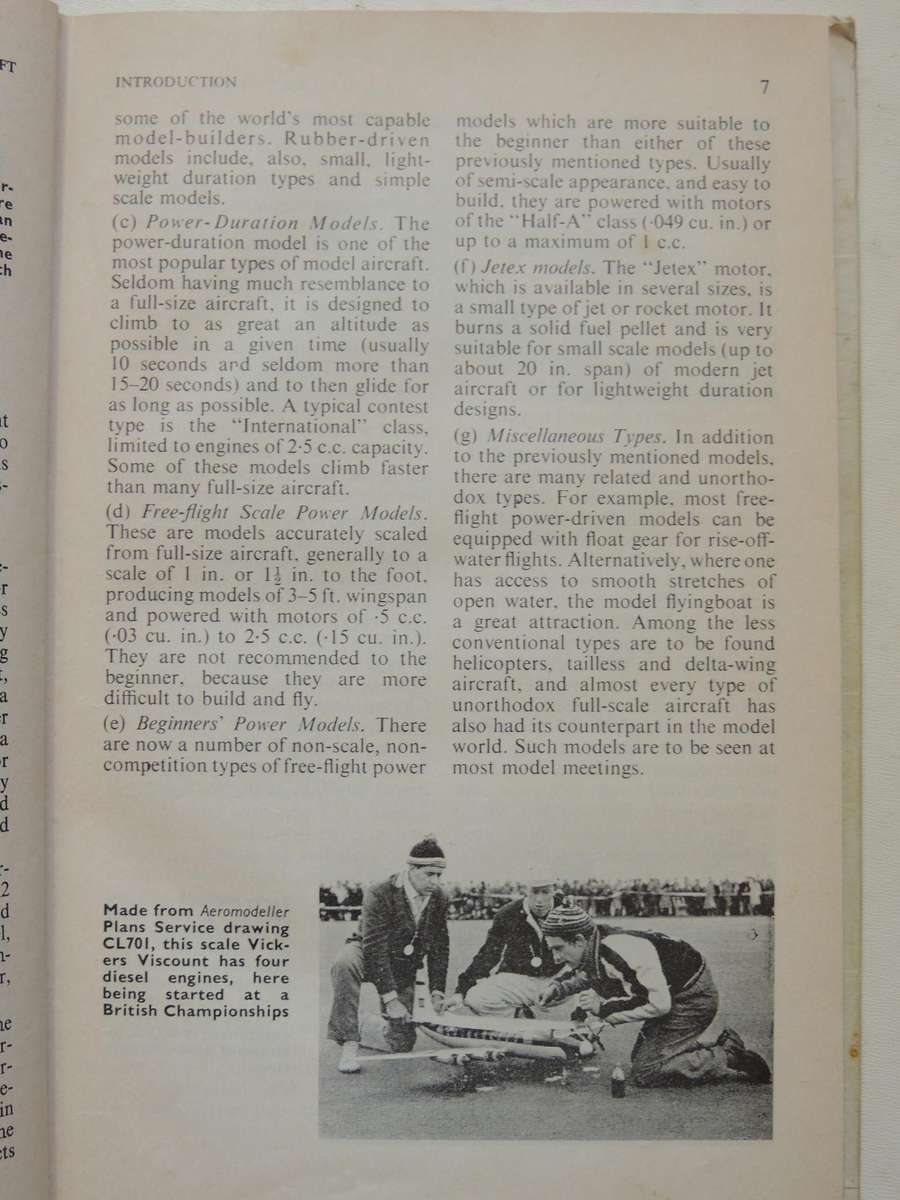 FT
r-
re
an
e-
ne
ch
INTRODUCTION
7
some of the world's most capable
model-builders. Rubber-driven
models include, also, small, light-
weight duration types and simple
scale models.
(c) Power-Duration Models. The
power-duration model is one of the
most popular types of model aircraft.
Seldom having much resemblance to
a full-size aircraft, it is designed to
climb to as great an altitude as
possible in a given time (usually
10 seconds and seldom more than
15–20 seconds) and to then glide for
as long as possible. A typical contest
type is the "International" class,
limited to engines of 2·5 c.c. capacity.
Some of these models climb faster
than many full-size aircraft.
(d) Free-flight Scale Power Models.
These are models accurately scaled
from full-size aircraft, generally to a
scale of 1 in. or 1½ in. to the foot,
producing models of 3–5 ft. wingspan
and powered with motors of ·5 c.c.
(·03 cu. in.) to 2·5 c.c. (·15 cu. in.).
They are not recommended to the
beginner, because they are more
difficult to build and fly.
(e) Beginners' Power Models. There
are now a number of non-scale, non-
competition types of free-flight power
models which are more suitable to
the beginner than either of these
previously mentioned types. Usually
of semi-scale appearance, and easy to
build, they are powered with motors
of the "Half-A" class (·049 cu. in.) or
up to a maximum of 1 c.c.
(f) Jetex models. The "Jetex" motor,
which is available in several sizes, is
a small type of jet or rocket motor. It
burns a solid fuel pellet and is very
suitable for small scale models (up to
about 20 in. span) of modern jet
aircraft or for lightweight duration
designs.
(g) Miscellaneous Types. In addition
to the previously mentioned models,
there are many related and unortho-
dox types. For example, most free-
flight power-driven models can be
equipped with float gear for rise-off-
water flights. Alternatively, where one
has access to smooth stretches of
open water, the model flyingboat is
a great attraction. Among the less
conventional types are to be found
helicopters, tailless and delta-wing
aircraft, and almost every type of
unorthodox full-scale aircraft has
also had its counterpart in the model
world. Such models are to be seen at
most model meetings.
Made from Aeromodeller
Plans Service drawing
CL701, this scale Vick-
ers Viscount has four
diesel engines, here
being started at a
British Championships